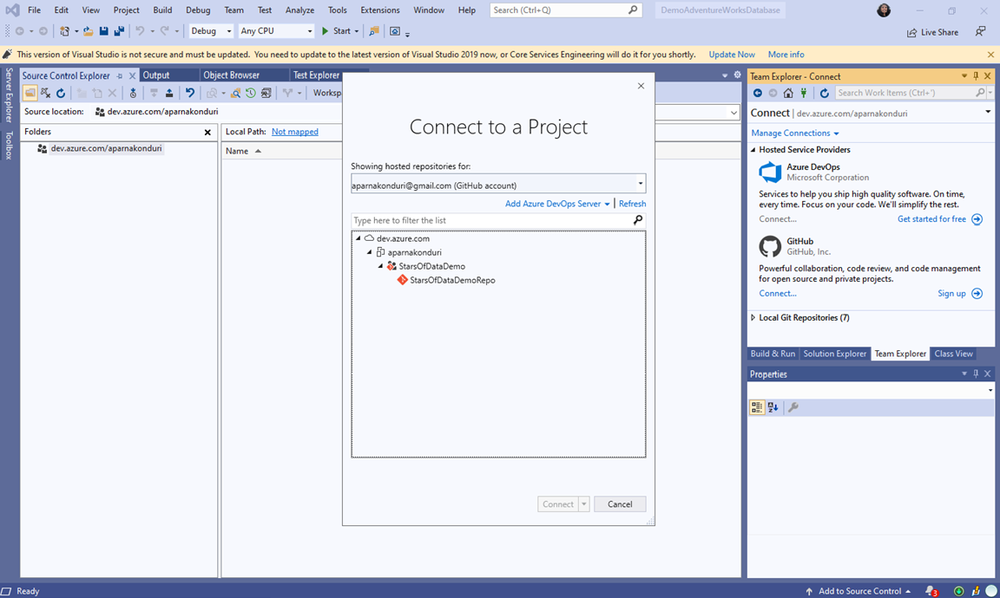 File Edit View Project Build Debug Team Test Analyze Tools Extensions Window Help Search (Ctrl+Q) DemoAdventureWorksDatabase
Debug Any CPU Start Live Share
This version of Visual Studio is not secure and must be updated. You need to update to the latest version of Visual Studio 2019 now, or Core Services Engineering will do it for you shortly. Update Now More info
Server Explorer
Toolbox
Source Control Explorer Output Object Browser Test Explorer
Worksp
Source location: dev.azure.com/aparnakonduri
Folders
dev.azure.com/aparnakonduri
Local Path: Not mapped
Name
Connect to a Project
Showing hosted repositories for:
aparnakonduri@gmail.com (GitHub account)
Add Azure DevOps Server | Refresh
Type here to filter the list
dev.azure.com
aparnakonduri
StarsOfDataDemo
StarsOfDataDemoRepo
Connect Cancel
Team Explorer - Connect
Search Work Items (Ctrl+')
Connect | dev.azure.com/aparnakonduri
Manage Connections
Hosted Service Providers
Azure DevOps
Microsoft Corporation
Services to help you ship high quality software. On time,
every time. Focus on your code. We'll simplify the rest.
Connect... Get started for free
GitHub
GitHub, Inc.
Powerful collaboration, code review, and code management
for open source and private projects.
Connect... Sign up
Local Git Repositories (7)
Build & Run Solution Explorer Team Explorer Class View
Properties
Ready Add to Source Control 3